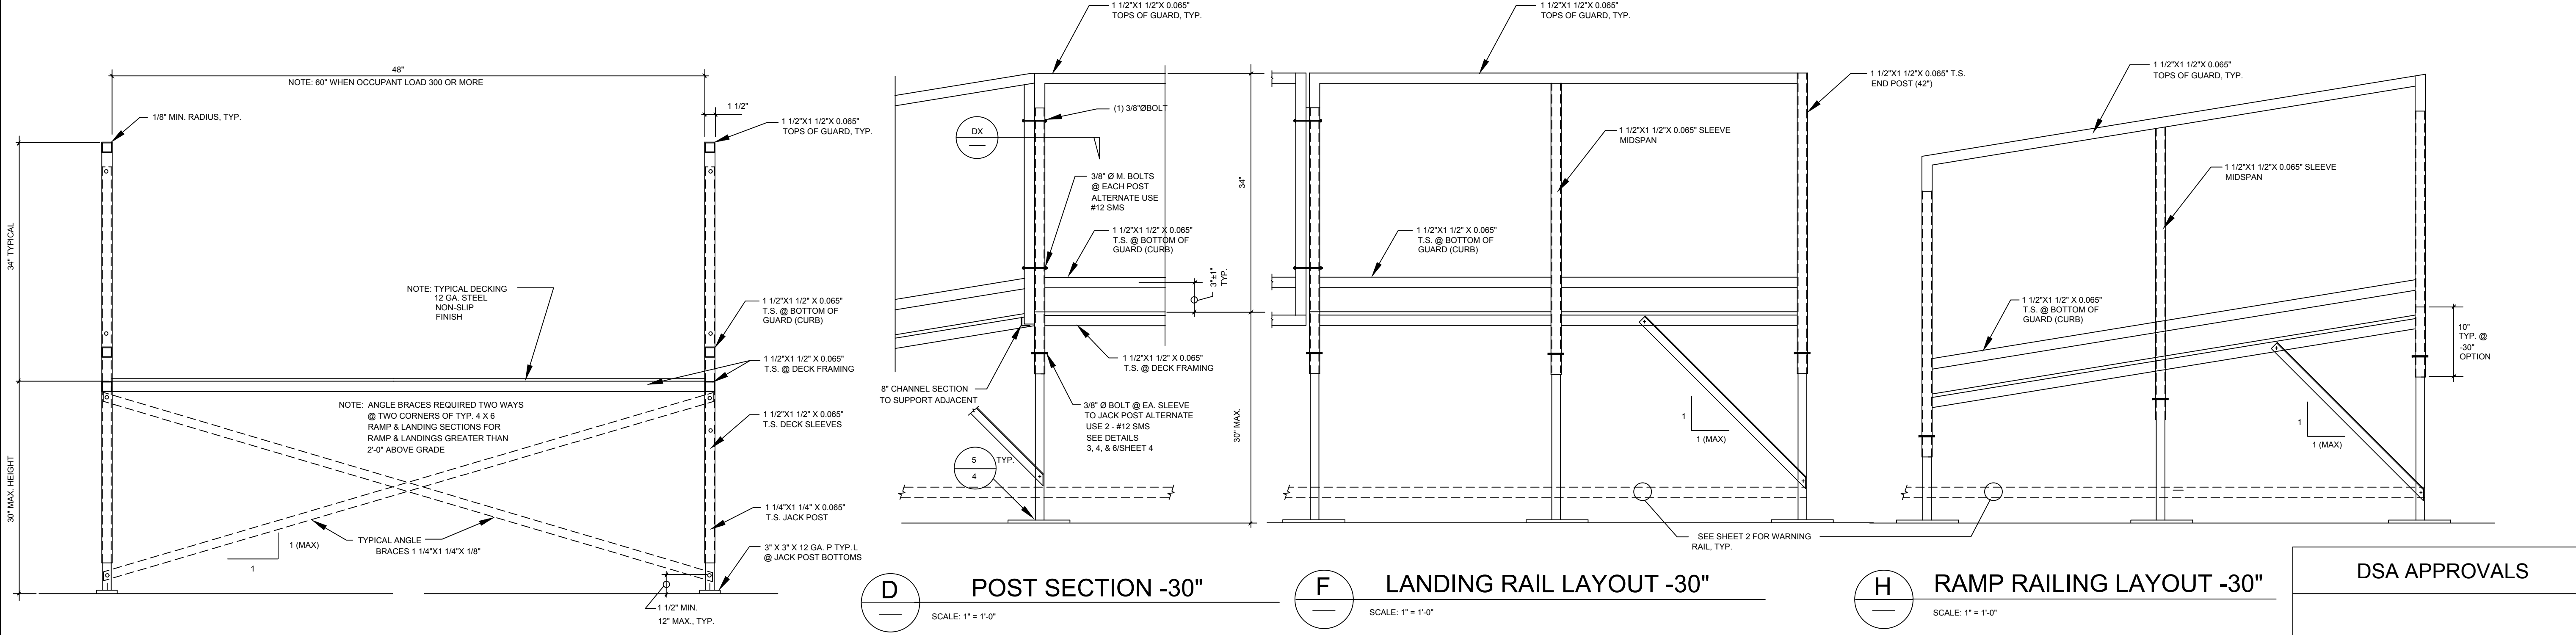 48"
NOTE: 60" WHEN OCCUPANT LOAD 300 OR MORE
1 1/2"
1/8" MIN. RADIUS, TYP.
1 1/2"X1 1/2"X 0.065"
TOPS OF GUARD, TYP.
34" TYPICAL
30" MAX. HEIGHT
NOTE: TYPICAL DECKING
12 GA. STEEL
NON-SLIP
FINISH
1 1/2"X1 1/2" X 0.065"
T.S. @ BOTTOM OF
GUARD (CURB)
1 1/2"X1 1/2" X 0.065"
T.S. @ DECK FRAMING
NOTE: ANGLE BRACES REQUIRED TWO WAYS
@ TWO CORNERS OF TYP. 4 X 6
RAMP & LANDING SECTIONS FOR
RAMP & LANDINGS GREATER THAN
2'-0" ABOVE GRADE
1 1/2"X1 1/2" X 0.065"
T.S. DECK SLEEVES
1 1/4"X1 1/4" X 0.065"
T.S. JACK POST
1 (MAX)
1
TYPICAL ANGLE
BRACES 1 1/4"X1 1/4"X 1/8"
3" X 3" X 12 GA. P TYP.L
@ JACK POST BOTTOMS
1 1/2" MIN.
12" MAX., TYP.
1 1/2"X1 1/2"X 0.065"
TOPS OF GUARD, TYP.
(1) 3/8"ØBOLT
DX
3/8" Ø M. BOLTS
@ EACH POST
ALTERNATE USE
#12 SMS
1 1/2"X1 1/2" X 0.065"
T.S. @ BOTTOM OF
GUARD (CURB)
3"±1"
TYP.
34"
30" MAX.
1 1/2"X1 1/2" X 0.065"
T.S. @ DECK FRAMING
8" CHANNEL SECTION
TO SUPPORT ADJACENT
3/8" Ø BOLT @ EA. SLEEVE
TO JACK POST ALTERNATE
USE 2 - #12 SMS
SEE DETAILS
3, 4, & 6/SHEET 4
5
4
TYP.
D
POST SECTION -30"
SCALE: 1" = 1'-0"
1 1/2"X1 1/2"X 0.065"
TOPS OF GUARD, TYP.
1 1/2"X1 1/2"X 0.065" T.S.
END POST (42")
1 1/2"X1 1/2"X 0.065" SLEEVE
MIDSPAN
1 1/2"X1 1/2" X 0.065"
T.S. @ BOTTOM OF
GUARD (CURB)
1
1 (MAX)
SEE SHEET 2 FOR WARNING
RAIL, TYP.
F
LANDING RAIL LAYOUT -30"
SCALE: 1" = 1'-0"
1 1/2"X1 1/2"X 0.065"
TOPS OF GUARD, TYP.
1 1/2"X1 1/2"X 0.065" SLEEVE
MIDSPAN
1 1/2"X1 1/2" X 0.065"
T.S. @ BOTTOM OF
GUARD (CURB)
10"
TYP. @
-30"
OPTION
1
1 (MAX)
H
RAMP RAILING LAYOUT -30"
SCALE: 1" = 1'-0"
DSA APPROVALS